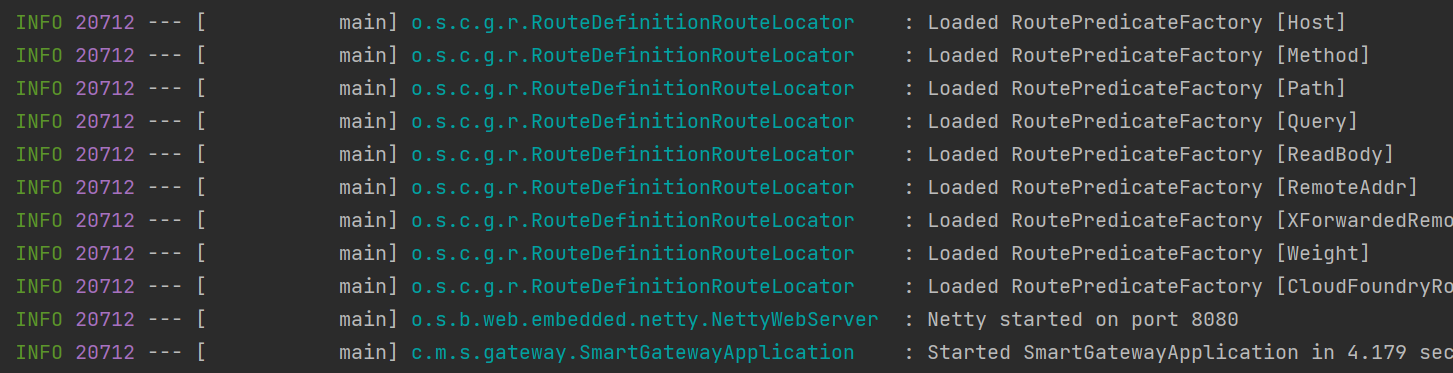 INFO 20712 --- [           main] o.s.c.g.r.RouteDefinitionRouteLocator    : Loaded RoutePredicateFactory [Host]
INFO 20712 --- [           main] o.s.c.g.r.RouteDefinitionRouteLocator    : Loaded RoutePredicateFactory [Method]
INFO 20712 --- [           main] o.s.c.g.r.RouteDefinitionRouteLocator    : Loaded RoutePredicateFactory [Path]
INFO 20712 --- [           main] o.s.c.g.r.RouteDefinitionRouteLocator    : Loaded RoutePredicateFactory [Query]
INFO 20712 --- [           main] o.s.c.g.r.RouteDefinitionRouteLocator    : Loaded RoutePredicateFactory [ReadBody]
INFO 20712 --- [           main] o.s.c.g.r.RouteDefinitionRouteLocator    : Loaded RoutePredicateFactory [RemoteAddr]
INFO 20712 --- [           main] o.s.c.g.r.RouteDefinitionRouteLocator    : Loaded RoutePredicateFactory [XForwardedRemo
INFO 20712 --- [           main] o.s.c.g.r.RouteDefinitionRouteLocator    : Loaded RoutePredicateFactory [Weight]
INFO 20712 --- [           main] o.s.c.g.r.RouteDefinitionRouteLocator    : Loaded RoutePredicateFactory [CloudFoundryRo
INFO 20712 --- [           main] o.s.b.web.embedded.netty.NettyWebServer  : Netty started on port 8080
INFO 20712 --- [           main] c.m.s.gateway.SmartGatewayApplication    : Started SmartGatewayApplication in 4.179 sec